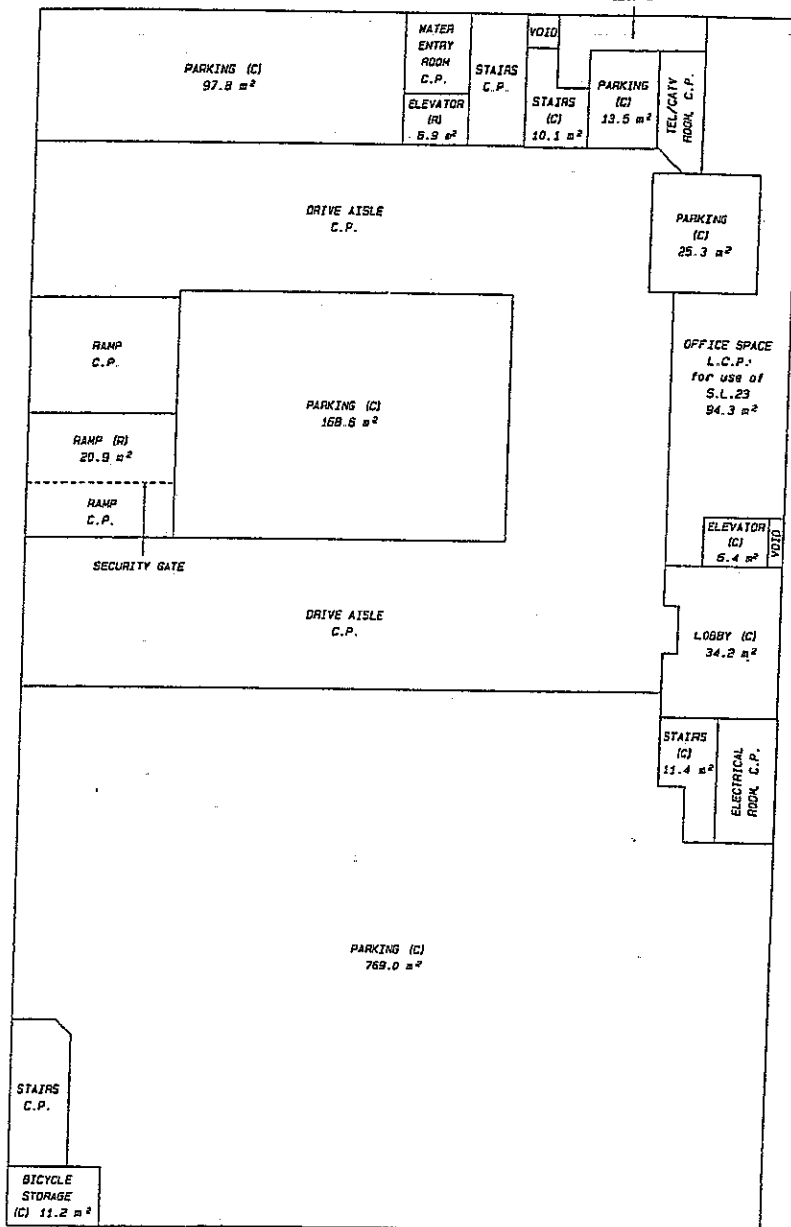 PARKING (C)
97.8 m²
WATER
ENTRY
ROOM
C.P.
ELEVATOR
(R)
5.9 m²
STAIRS
C.P.
VOID
STAIRS
(C)
10.1 m²
PARKING
(C)
13.5 m²
TEL/CATV
ROOM, C.P.
DRIVE AISLE
C.P.
PARKING
(C)
25.3 m²
RAMP
C.P.
PARKING (C)
168.6 m²
OFFICE SPACE
L.C.P.
for use of
S.L.23
94.3 m²
RAMP (R)
20.9 m²
RAMP
C.P.
SECURITY GATE
ELEVATOR
(C)
6.4 m²
VOID
DRIVE AISLE
C.P.
LOBBY (C)
34.2 m²
STAIRS
(C)
11.4 m²
ELECTRICAL
ROOM, C.P.
PARKING (C)
769.0 m²
STAIRS
C.P.
BICYCLE
STORAGE
(C) 11.2 m²